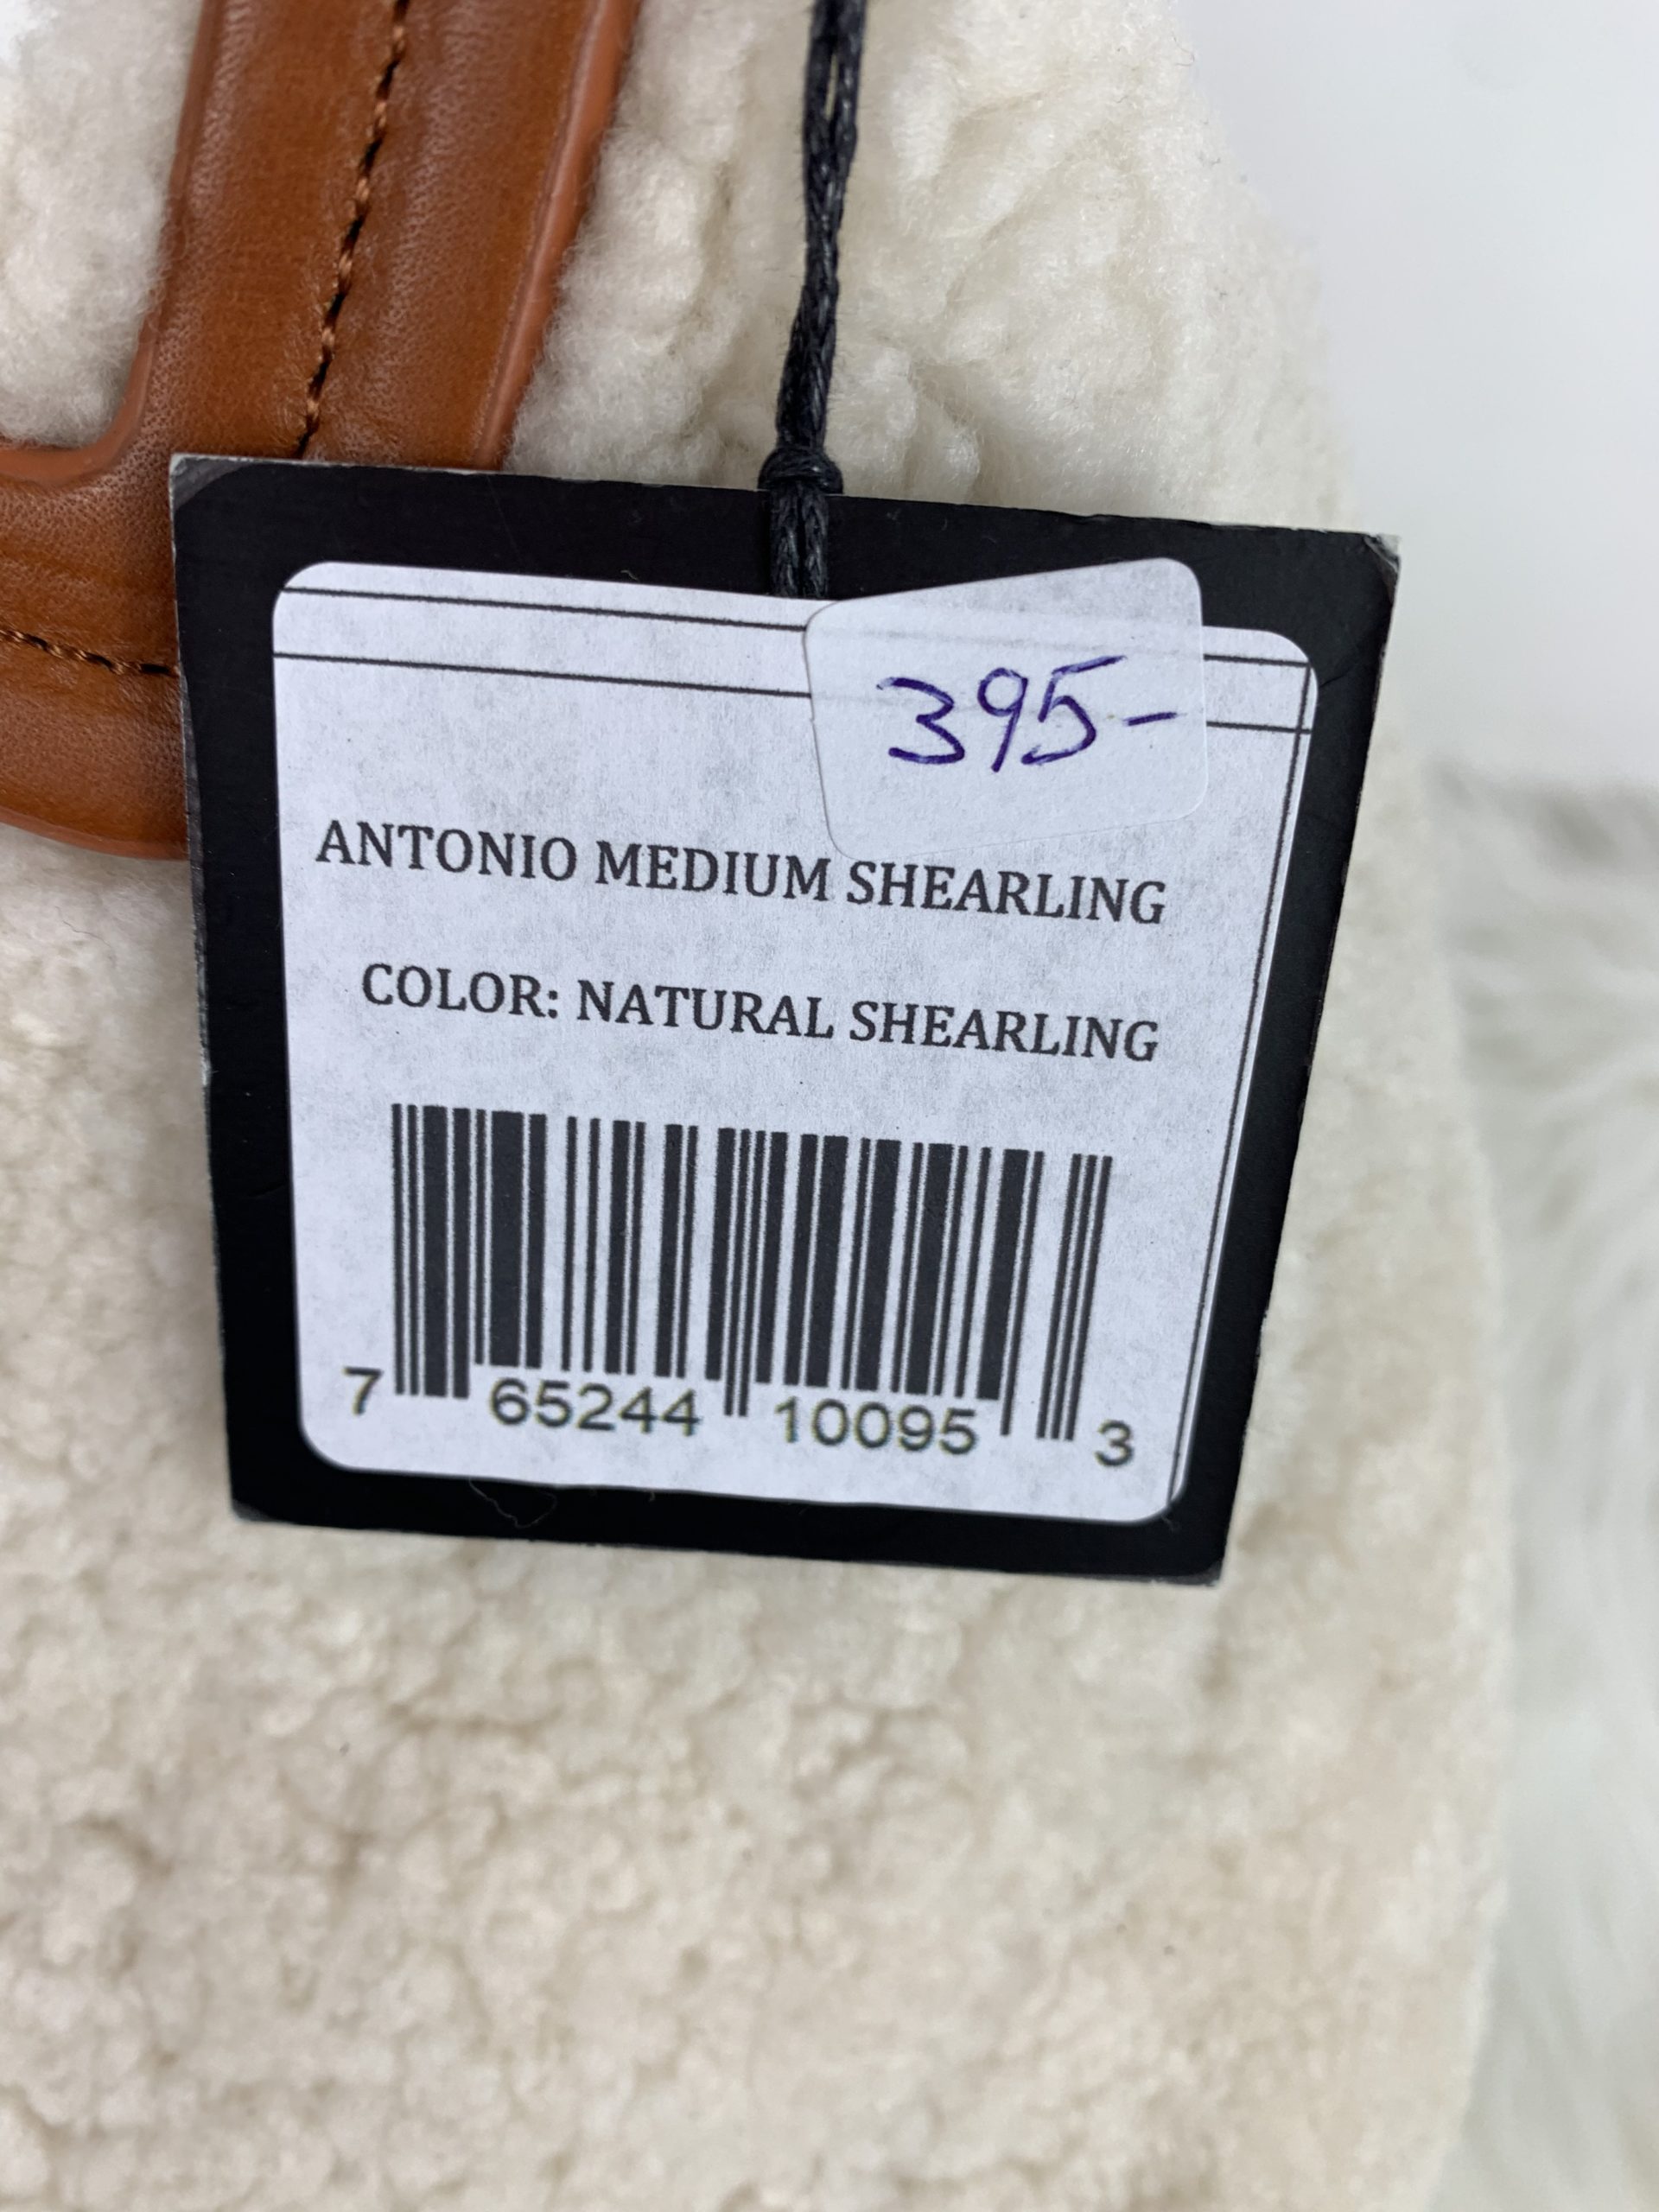 395-
ANTONIO MEDIUM SHEARLING
COLOR: NATURAL SHEARLING
7 65244 10095 3